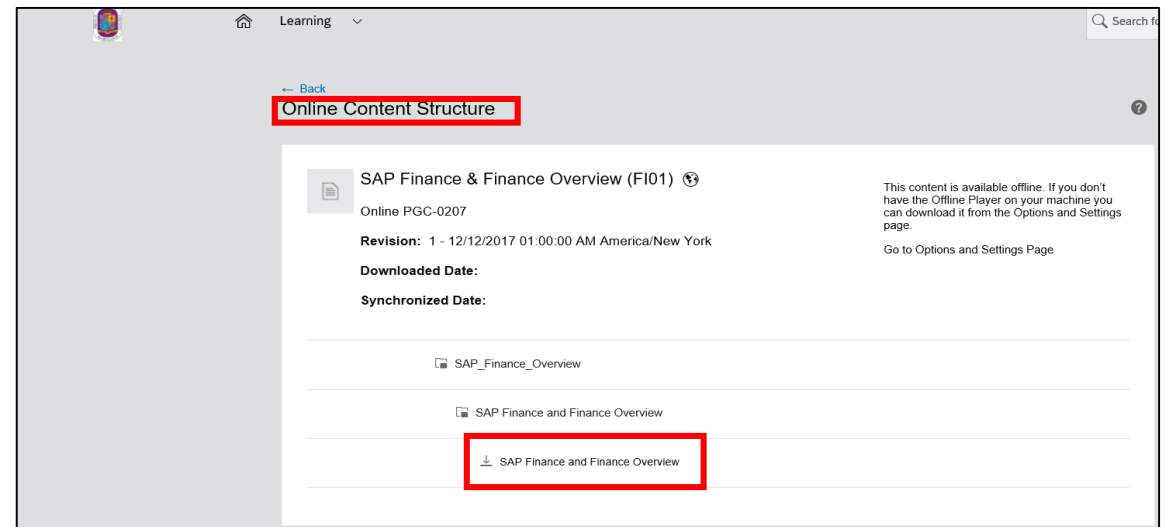 Learning
Search fo
← Back
Online Content Structure
SAP Finance & Finance Overview (FI01)
Online PGC-0207
Revision: 1 - 12/12/2017 01:00:00 AM America/New York
Downloaded Date:
Synchronized Date:
This content is available offline. If you don't
have the Offline Player on your machine you
can download it from the Options and Settings
page.
Go to Options and Settings Page
SAP_Finance_Overview
SAP Finance and Finance Overview
SAP Finance and Finance Overview